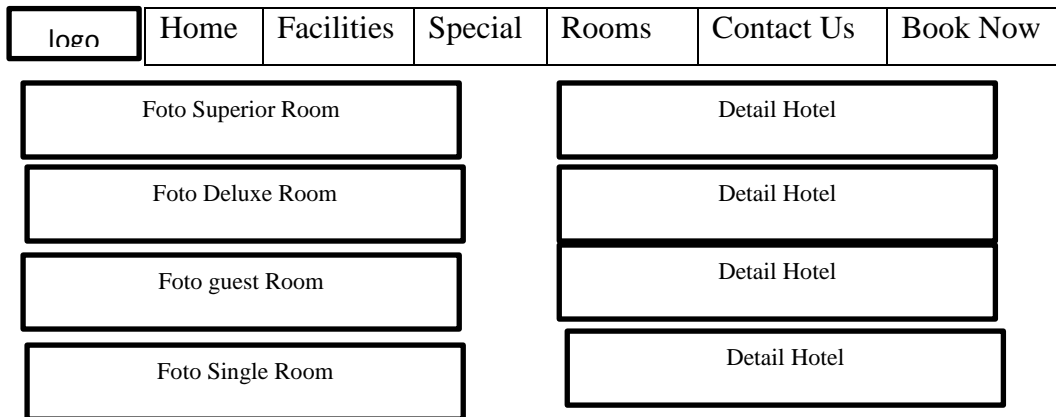 logo
Home Facilities Special Rooms Contact Us Book Now
Foto Superior Room Detail Hotel
Foto Deluxe Room Detail Hotel
Foto guest Room Detail Hotel
Foto Single Room Detail Hotel